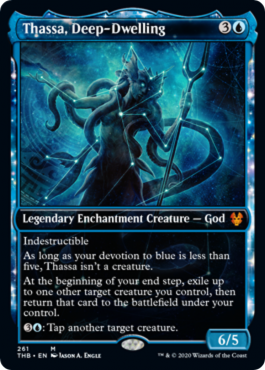 Thassa, Deep-Dwelling 3
Legendary Enchantment Creature — God
Indestructible
As long as your devotion to blue is less than
five, Thassa isn't a creature.
At the beginning of your end step, exile up
to one other target creature you control, then
return that card to the battlefield under your
control.
3: Tap another target creature.
6/5
261 M
THB • EN Jason A. Engle
™ & © 2020 Wizards of the Coast